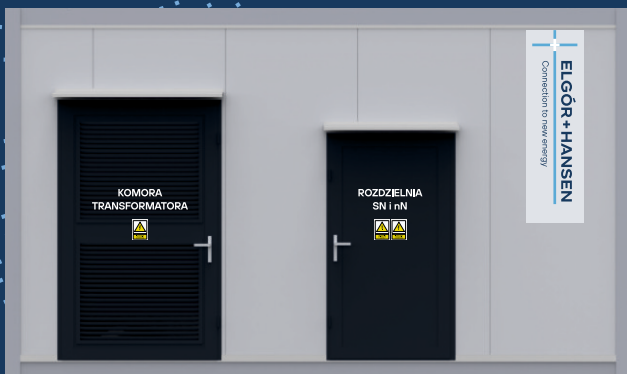 KOMORA
TRANSFORMATORA
ROZDZIELNIA
SN i nN
ELGÓR+HANSEN
Connection to new energy